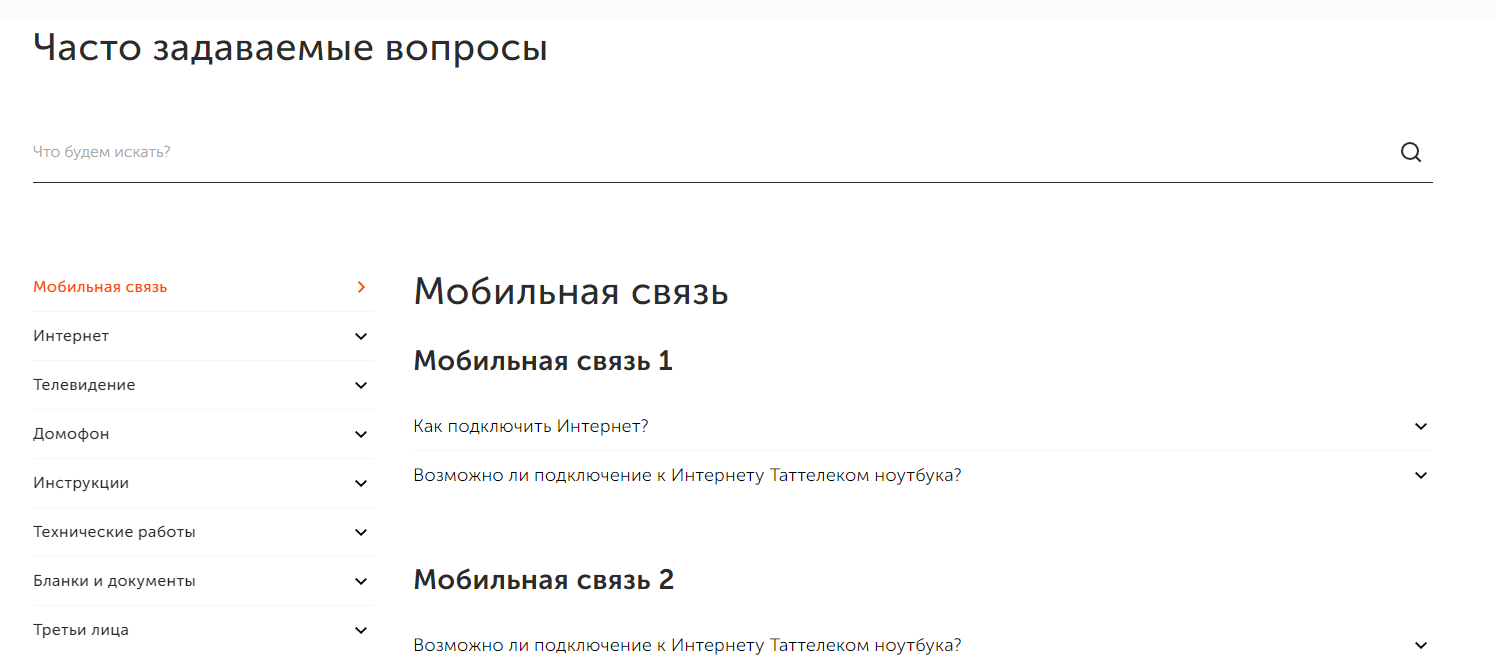 Часто задаваемые вопросы
Что будем искать?
Мобильная связь
Интернет
Телевидение
Домофон
Инструкции
Технические работы
Бланки и документы
Третьи лица
Мобильная связь
Мобильная связь 1
Как подключить Интернет?
Возможно ли подключение к Интернету Таттелеком ноутбука?
Мобильная связь 2
Возможно ли подключение к Интернету Таттелеком ноутбука?